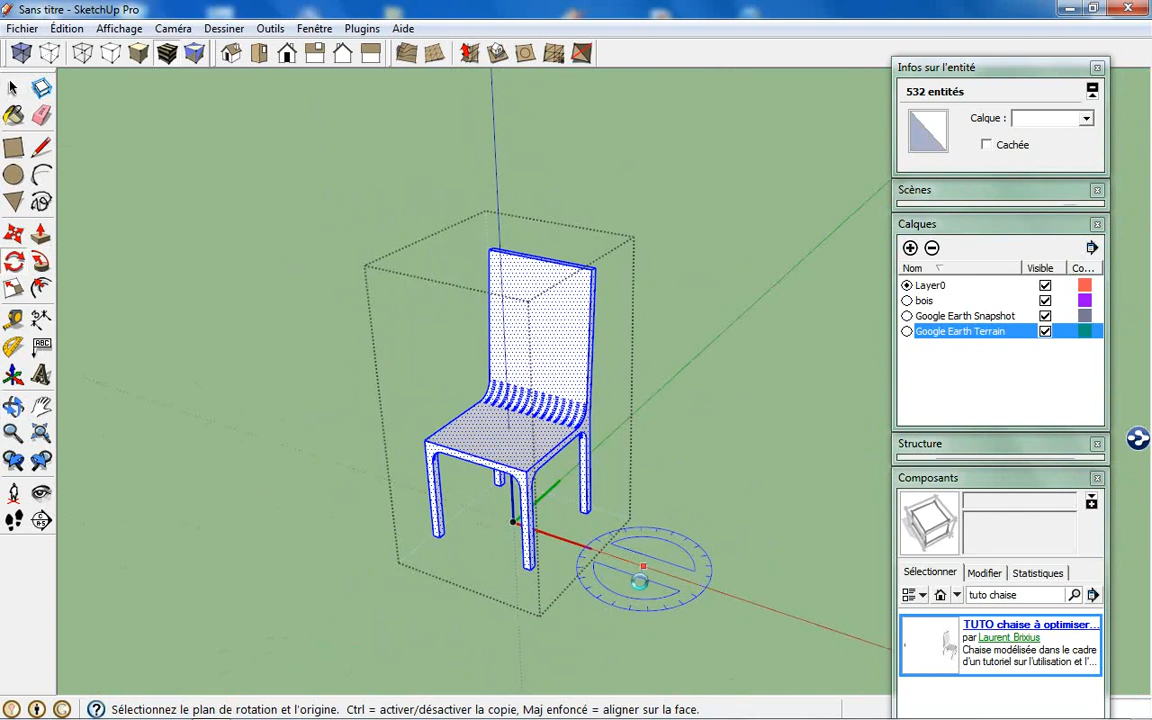 Sans titre - SketchUp Pro
Fichier Édition Affichage Caméra Dessiner Outils Fenêtre Plugins Aide
Infos sur l'entité
532 entités
Calque :
Cachée
Scènes
Calques
Nom Visible Co...
Layer0
bois
Google Earth Snapshot
Google Earth Terrain
Structure
Composants
Sélectionner Modifier Statistiques
tuto chaise
TUTO chaise à optimiser...
par Laurent Brixius
Chaise modélisée dans le cadre
d'un tutoriel sur l'utilisation et l'...
ABC
Sélectionnez le plan de rotation et l'origine. Ctrl = activer/désactiver la copie, Maj enfoncé = aligner sur la face.